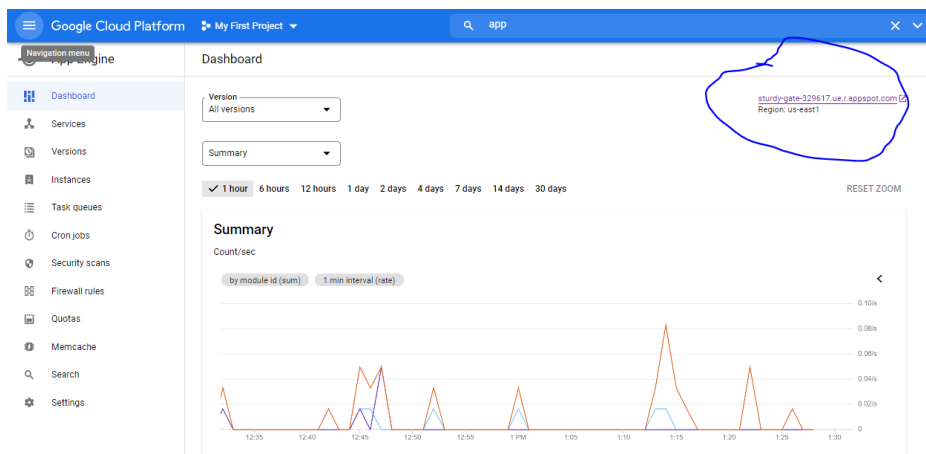 Google Cloud Platform My First Project app
Navigation menu
Engine Dashboard
Dashboard
Services
Versions
Instances
Task queues
Cron jobs
Security scans
Firewall rules
Quotas
Memcache
Search
Settings
Version
All versions
sturdy-gate-329617.ue.r.appspot.com
Region: us-east1
Summary
1 hour 6 hours 12 hours 1 day 2 days 4 days 7 days 14 days 30 days RESET ZOOM
Summary
Count/sec
by module id (sum) 1 min interval (rate)
0.10/s
0.08/s
0.06/s
0.04/s
0.02/s
0
12:35 12:40 12:45 12:50 12:55 1 PM 1:05 1:10 1:15 1:20 1:25 1:30